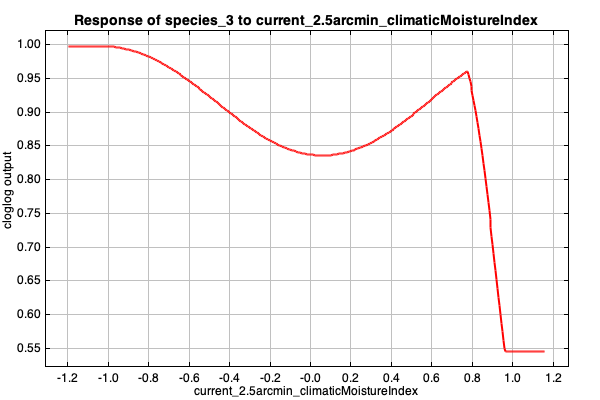 Response of species_3 to current_2.5arcmin_climaticMoistureIndex
1.00
0.95
0.90
0.85
0.80
0.75
0.70
0.65
0.60
0.55
cloglog output
-1.2 -1.0 -0.8 -0.6 -0.4 -0.2 -0.0 0.2 0.4 0.6 0.8 1.0 1.2
current_2.5arcmin_climaticMoistureIndex